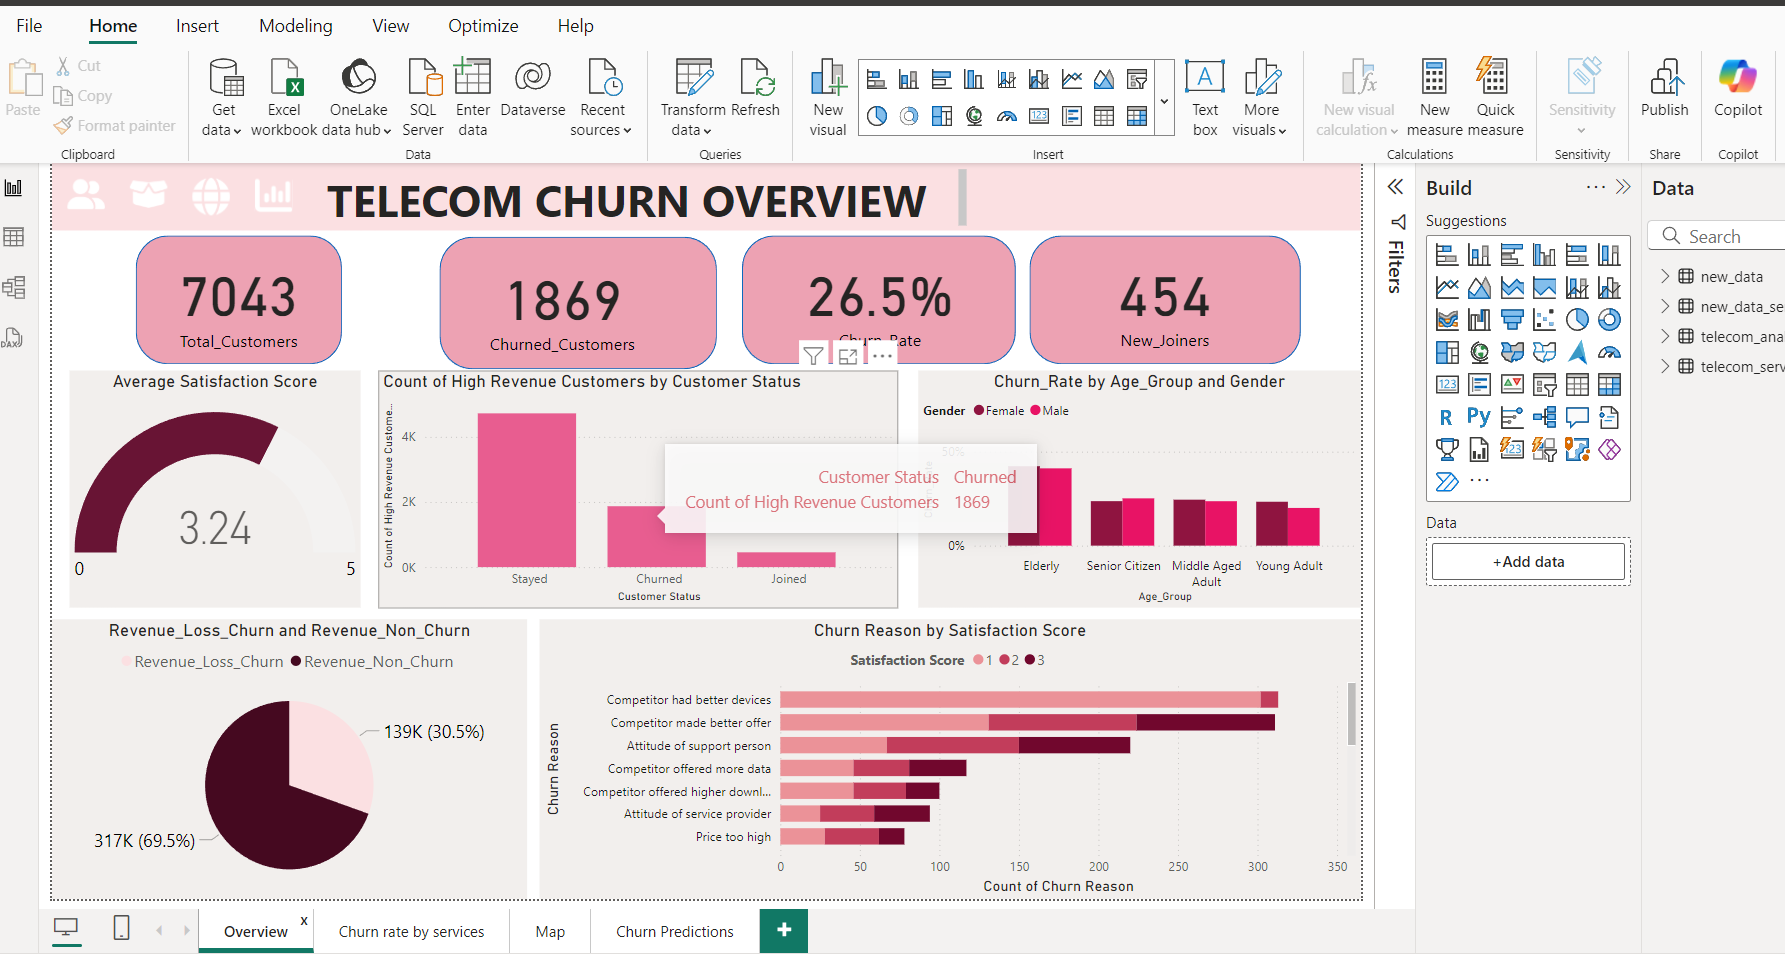 File Home Insert Modeling View Optimize Help
Paste
Cut
Copy
Format painter
Clipboard
Get data
Excel workbook
OneLake data hub
SQL Server
Enter data
Dataverse
Recent sources
Data
Transform data
Refresh
Queries
New visual
Text box
More visuals
Insert
New visual calculation
New measure
Quick measure
Calculations
Sensitivity
Sensitivity
Publish
Share
Copilot
Copilot
TELECOM CHURN OVERVIEW
7043
Total_Customers
1869
Churned_Customers
26.5%
Churn_Rate
454
New_Joiners
Average Satisfaction Score
3.24
0
5
Count of High Revenue Customers by Customer Status
Count of High Revenue Custome...
4K
2K
0K
Stayed
Churned
Joined
Customer Status
Customer Status Churned
Count of High Revenue Customers 1869
Churn_Rate by Age_Group and Gender
Gender Female Male
50%
0%
Elderly
Senior Citizen
Middle Aged
Adult
Young Adult
Age_Group
Revenue_Loss_Churn and Revenue_Non_Churn
Revenue_Loss_Churn Revenue_Non_Churn
139K (30.5%)
317K (69.5%)
Churn Reason by Satisfaction Score
Satisfaction Score 1 2 3
Churn Reason
Competitor had better devices
Competitor made better offer
Attitude of support person
Competitor offered more data
Competitor offered higher downl...
Attitude of service provider
Price too high
0 50 100 150 200 250 300 350
Count of Churn Reason
Filters
Build
Suggestions
123
R
Py
123
Data
+Add data
Data
Search
new_data
new_data_se
telecom_ana
telecom_serv
DAX
Overview x
Churn rate by services
Map
Churn Predictions
+